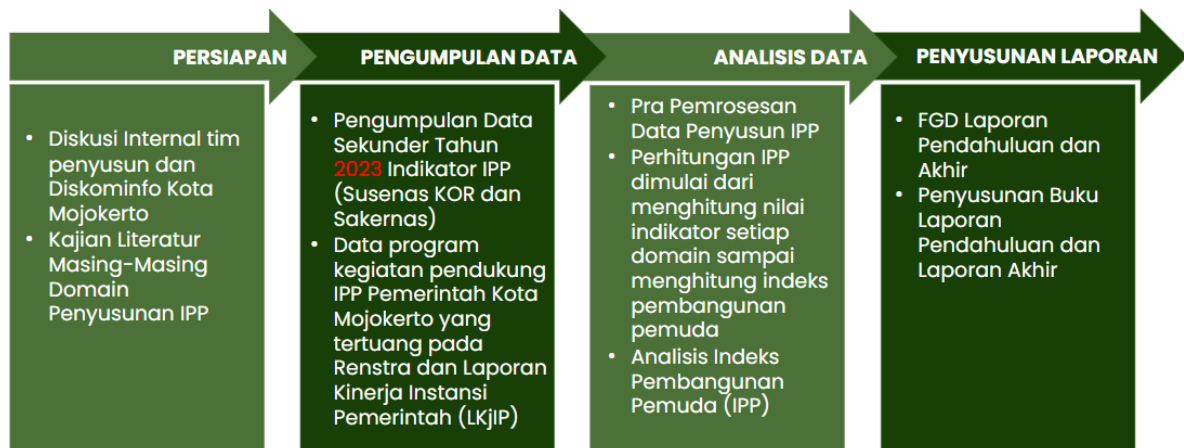 PERSIAPAN
• Diskusi Internal tim
penyusun dan
Diskominfo Kota
Mojokerto
• Kajian Literatur
Masing-Masing
Domain
Penyusunan IPP
PENGUMPULAN DATA
• Pengumpulan Data
Sekunder Tahun
2023 Indikator IPP
(Susenas KOR dan
Sakernas)
• Data program
kegiatan pendukung
IPP Pemerintah Kota
Mojokerto yang
tertuang pada
Renstra dan Laporan
Kinerja Instansi
Pemerintah (LKjIP)
ANALISIS DATA
• Pra Pemrosesan
Data Penyusun IPP
• Perhitungan IPP
dimulai dari
menghitung nilai
indikator setiap
domain sampai
menghitung indeks
pembangunan
pemuda
• Analisis Indeks
Pembangunan
Pemuda (IPP)
PENYUSUNAN LAPORAN
• FGD Laporan
Pendahuluan dan
Akhir
• Penyusunan Buku
Laporan
Pendahuluan dan
Laporan Akhir